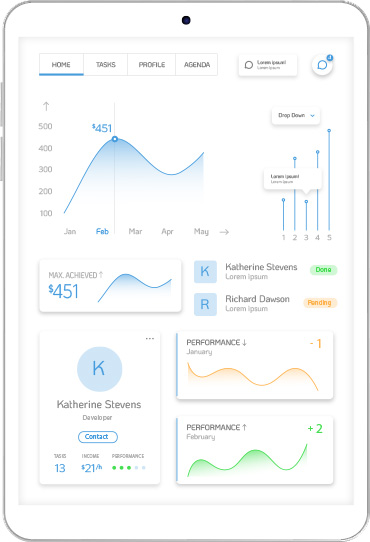 HOME TASKS PROFILE AGENDA
Lorem Ipsum!
Lorem ipsum
4
Drop Down
$451
500
400
300
200
100
Jan Feb Mar Apr May
Lorem Ipsum!
Lorem ipsum
1 2 3 4 5
MAX. ACHIEVED
$451
K
Katherine Stevens
Lorem ipsum
Done
R
Richard Dawson
Lorem ipsum
Pending
K
Katherine Stevens
Developer
Contact
TASKS INCOME PERFORMANCE
13 $21/h
PERFORMANCE ↓ - 1
January
PERFORMANCE ↑ + 2
February